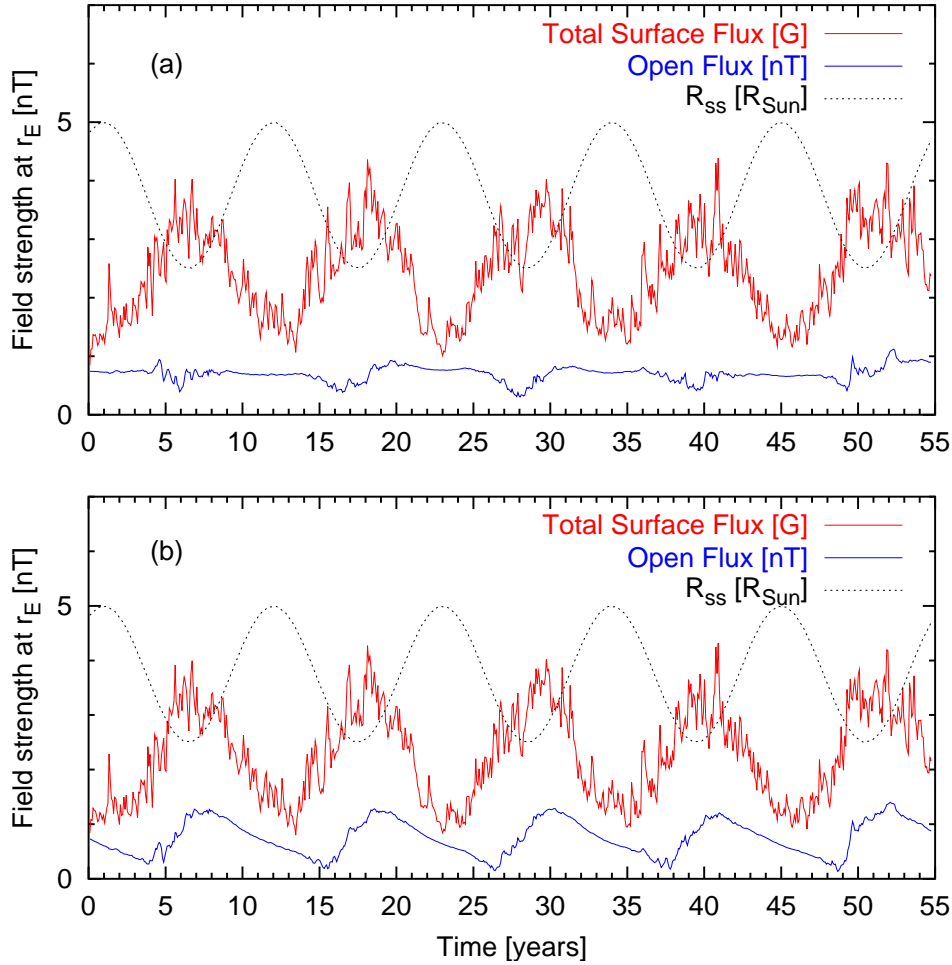 Total Surface Flux [G]
(a)
Open Flux [nT]
R_ss [R_Sun]
Field strength at r_E [nT]
5
0
0 5 10 15 20 25 30 35 40 45 50 55
Total Surface Flux [G]
(b)
Open Flux [nT]
R_ss [R_Sun]
Field strength at r_E [nT]
5
0
0 5 10 15 20 25 30 35 40 45 50 55
Time [years]